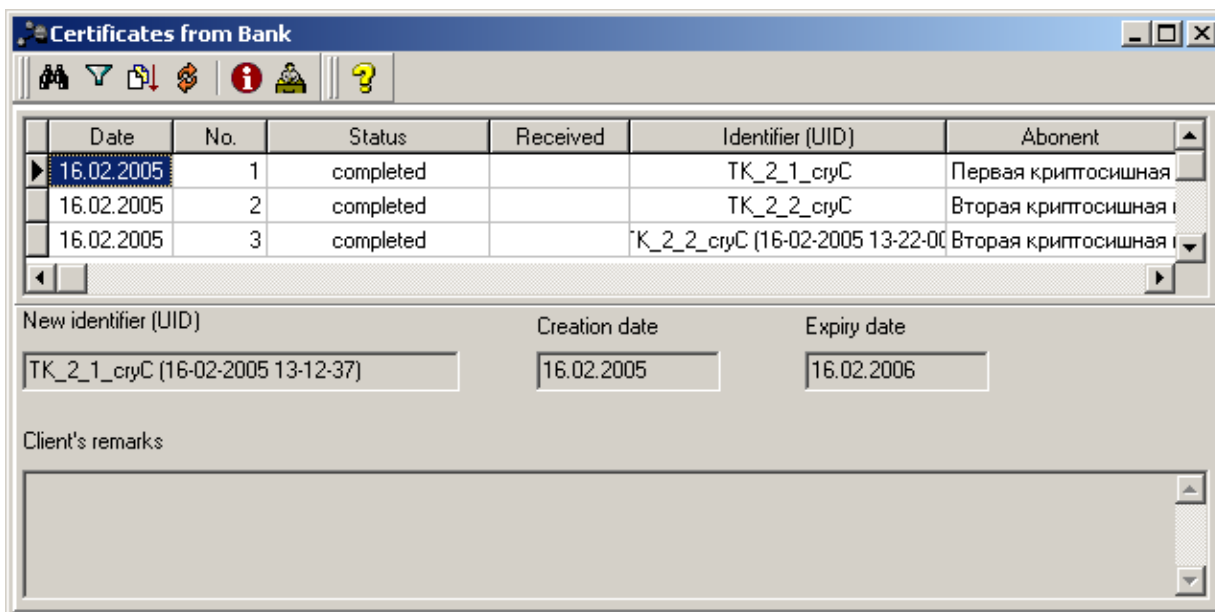 Certificates from Bank
Date No. Status Received Identifier (UID) Abonent
16.02.2005 1 completed TK_2_1_cryC Первая криптосишная
16.02.2005 2 completed TK_2_2_cryC Вторая криптосишная
16.02.2005 3 completed TK_2_2_cryC (16-02-2005 13-22-00 Вторая криптосишная
New identifier (UID) Creation date Expiry date
TK_2_1_cryC (16-02-2005 13-12-37) 16.02.2005 16.02.2006
Client's remarks